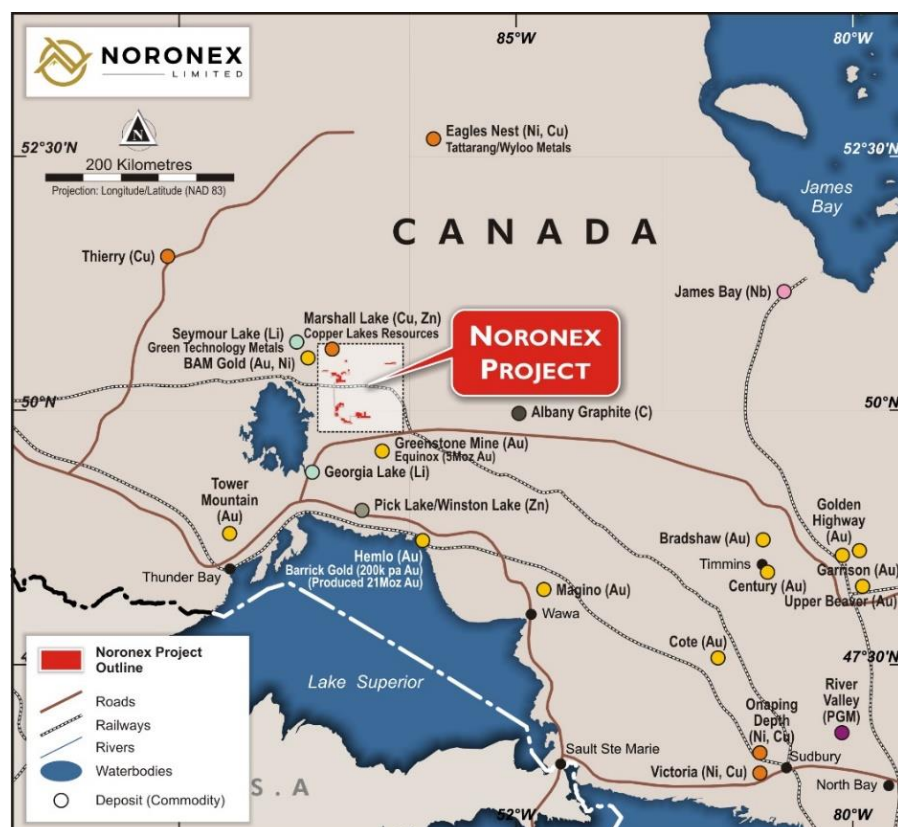 NORONEX
LIMITED
85°W
80°W
N
200 Kilometres
Projection: Longitude/Latitude (NAD 83)
52°30'N
52°30'N
Eagles Nest (Ni, Cu)
Tattarang/Wyloo Metals
James
Bay
CANADA
Thierry (Cu)
James Bay (Nb)
Marshall Lake (Cu, Zn)
Copper Lakes Resources
Seymour Lake (Li)
Green Technology Metals
BAM Gold (Au, Ni)
NORONEX
PROJECT
50°N
50°N
Albany Graphite (C)
Greenstone Mine (Au)
Equinox (5Moz Au)
Georgia Lake (Li)
Tower
Mountain
(Au)
Pick Lake/Winston Lake (Zn)
Golden
Highway
(Au)
Bradshaw (Au)
Hemlo (Au)
Barrick Gold (200k pa Au)
(Produced 21Moz Au)
Thunder Bay
Timmins
Garrison (Au)
Century (Au)
Upper Beaver (Au)
Magino (Au)
Wawa
Cote (Au)
47°30'N
Lake Superior
River
Valley
(PGM)
Onaping
Depth
(Ni, Cu)
Sault Ste Marie
Sudbury
Victoria (Ni, Cu)
North Bay
S.A
52°W
80°W
Noronex Project
Outline
Roads
Railways
Rivers
Waterbodies
Deposit (Commodity)